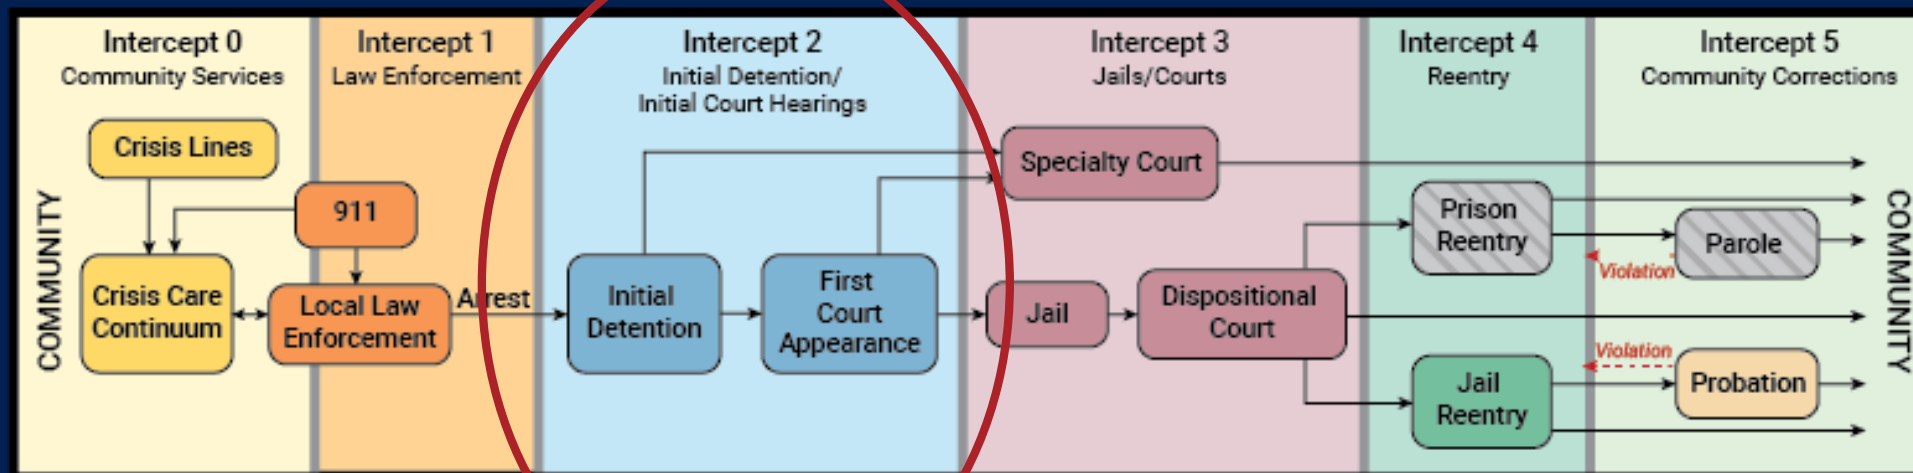 Intercept 0
Community Services
Intercept 1
Law Enforcement
Intercept 2
Initial Detention/
Initial Court Hearings
Intercept 3
Jails/Courts
Intercept 4
Reentry
Intercept 5
Community Corrections
COMMUNITY
Crisis Lines
911
Crisis Care
Continuum
Local Law
Enforcement
Arrest
Initial
Detention
First
Court
Appearance
Specialty Court
Jail
Dispositional
Court
Prison
Reentry
Violation
Parole
Jail
Reentry
Violation
Probation
COMMUNITY